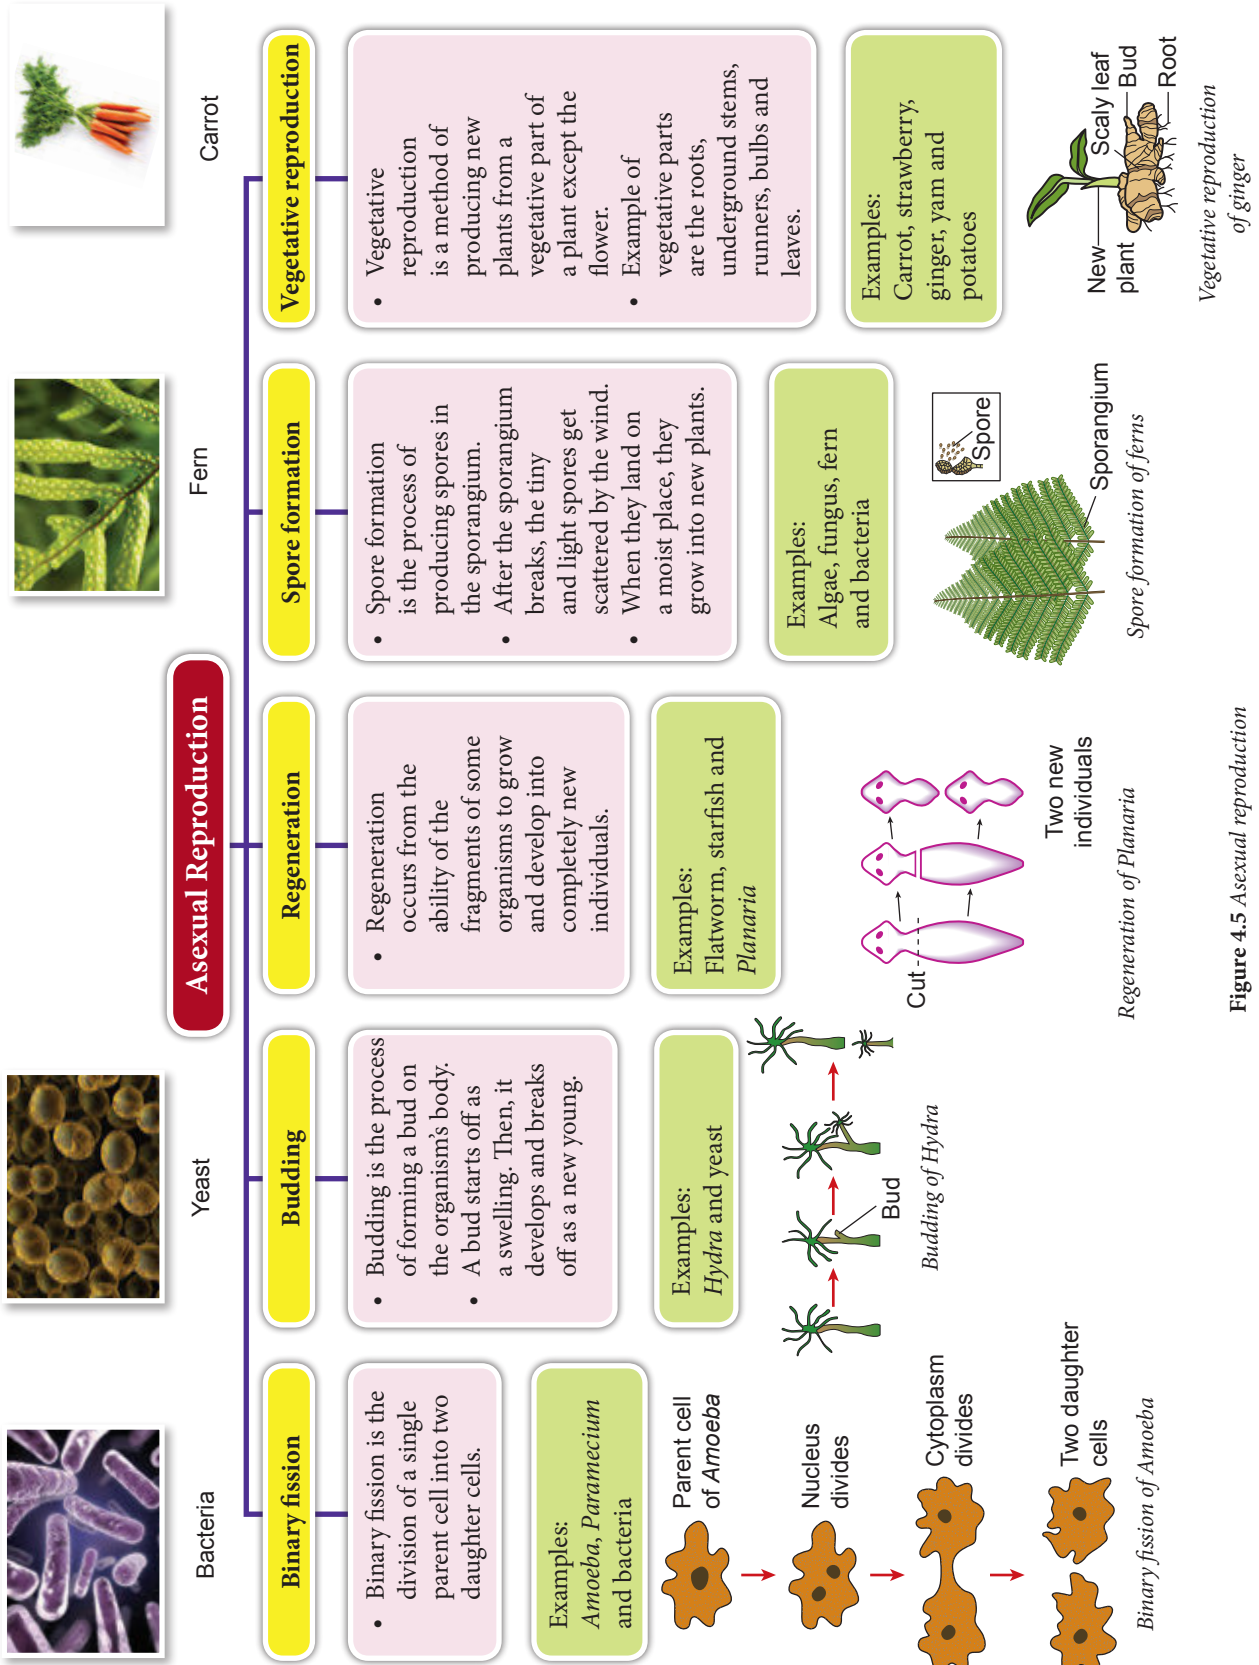 Bacteria
Yeast
Fern
Carrot
Asexual Reproduction
Binary fission
• Binary fission is the
division of a single
parent cell into two
daughter cells.
Examples:
Amoeba, Paramecium
and bacteria
Parent cell
of Amoeba
Nucleus
divides
Cytoplasm
divides
Two daughter
cells
Binary fission of Amoeba
Budding
• Budding is the process
of forming a bud on
the organism's body.
• A bud starts off as
a swelling. Then, it
develops and breaks
off as a new young.
Examples:
Hydra and yeast
Bud
Budding of Hydra
Regeneration
• Regeneration
occurs from the
ability of the
fragments of some
organisms to grow
and develop into
completely new
individuals.
Examples:
Flatworm, starfish and
Planaria
Cut
Two new
individuals
Regeneration of Planaria
Spore formation
• Spore formation
is the process of
producing spores in
the sporangium.
• After the sporangium
breaks, the tiny
and light spores get
scattered by the wind.
• When they land on
a moist place, they
grow into new plants.
Examples:
Algae, fungus, fern
and bacteria
Spore
Sporangium
Spore formation of ferns
Vegetative reproduction
• Vegetative
reproduction
is a method of
producing new
plants from a
vegetative part of
a plant except the
flower.
• Example of
vegetative parts
are the roots,
underground stems,
runners, bulbs and
leaves.
Examples:
Carrot, strawberry,
ginger, yam and
potatoes
New
plant
Scaly leaf
Bud
Root
Vegetative reproduction
of ginger
Figure 4.5 Asexual reproduction